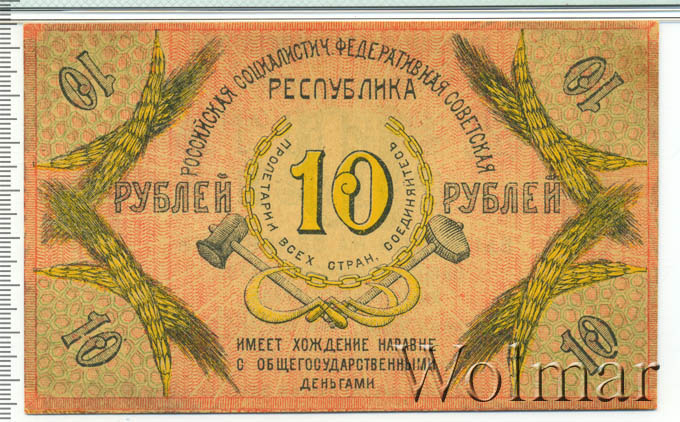 10 10
РОССИЙСКАЯ СОЦИАЛИСТИЧ. ФЕДЕРАТИВНАЯ СОВЕТСКАЯ
РЕСПУБЛИКА
РУБЛЕЙ 10 РУБЛЕЙ
ПРОЛЕТАРИИ ВСЕХ СТРАН, СОЕДИНЯЙТЕСЬ
10 10
ИМЕЕТ ХОЖДЕНИЕ НАРАВНЕ
С ОБЩЕГОСУДАРСТВЕННЫМИ
ДЕНЬГАМИ
Wolmar